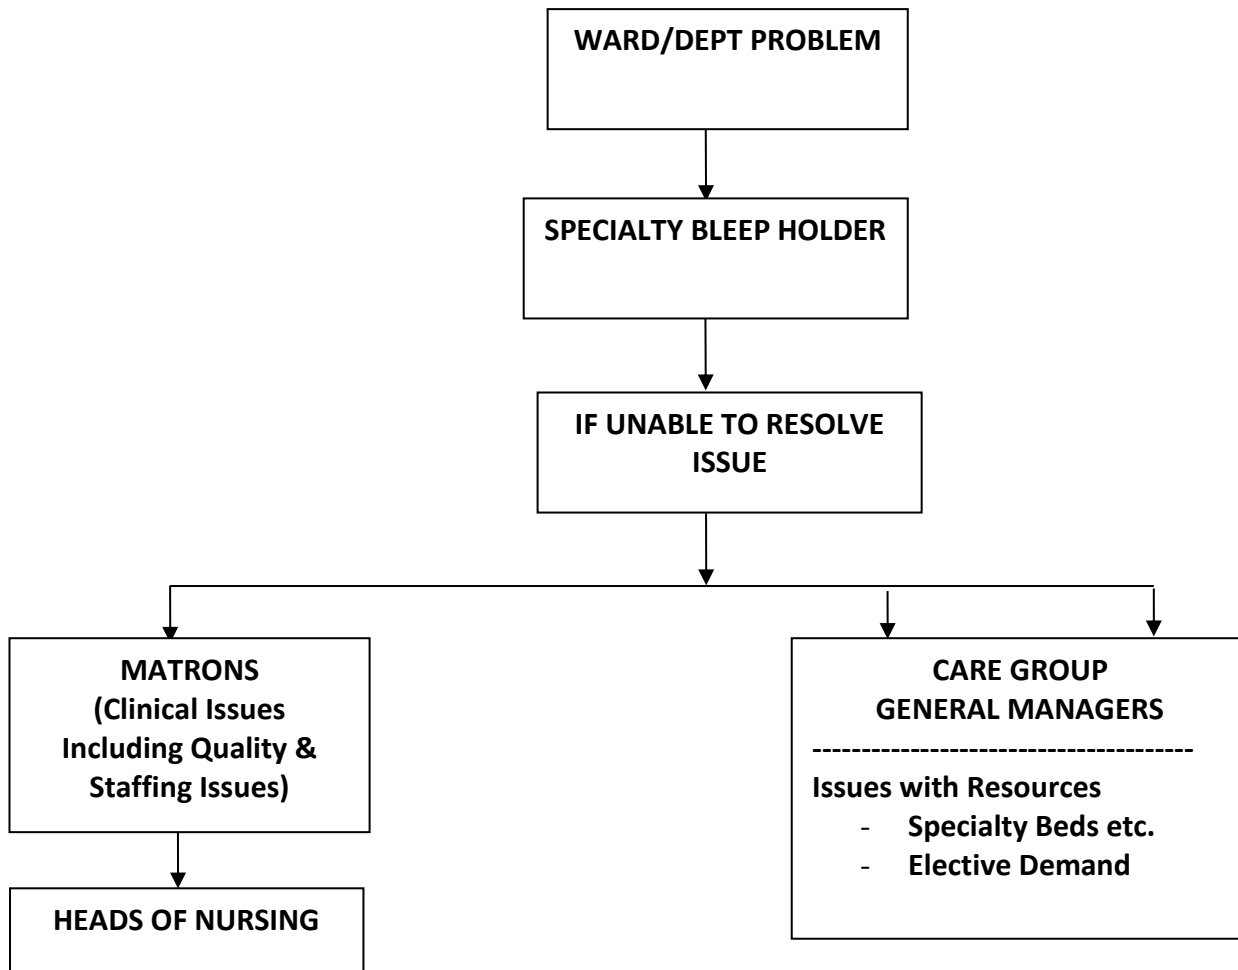 WARD/DEPT PROBLEM
SPECIALTY BLEEP HOLDER
IF UNABLE TO RESOLVE
ISSUE
MATRONS
(Clinical Issues
Including Quality &
Staffing Issues)
HEADS OF NURSING
CARE GROUP
GENERAL MANAGERS
---------------------------------------
Issues with Resources
- Specialty Beds etc.
- Elective Demand